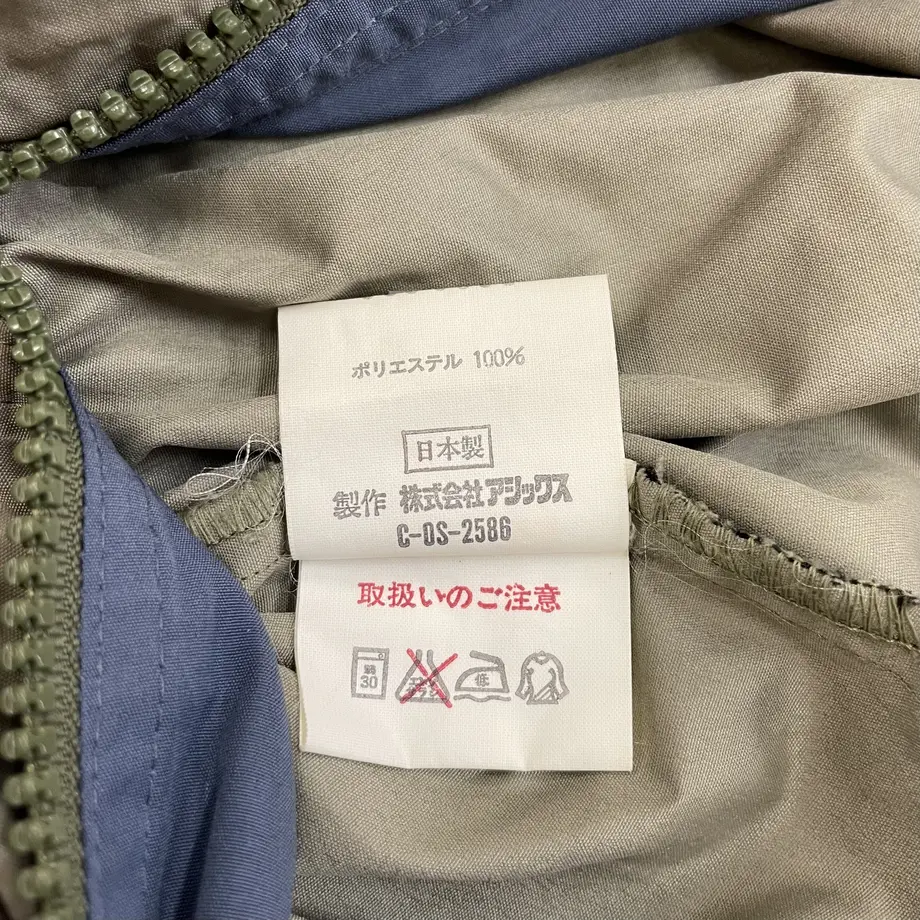 ポリエステル 100%
日本製
製作 株式会社アシックス
C-OS-2586
取扱いのご注意
30 低